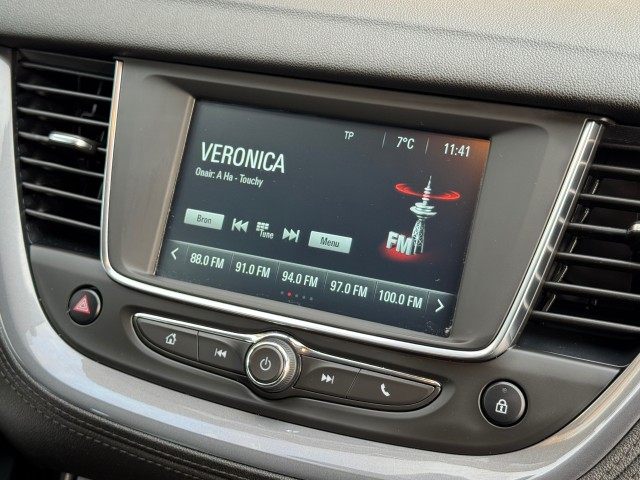 TP 7°C 11:41
VERONICA
Onair: A Ha - Touchy
Bron Tune Menu
FM
88.0 FM 91.0 FM 94.0 FM 97.0 FM 100.0 FM